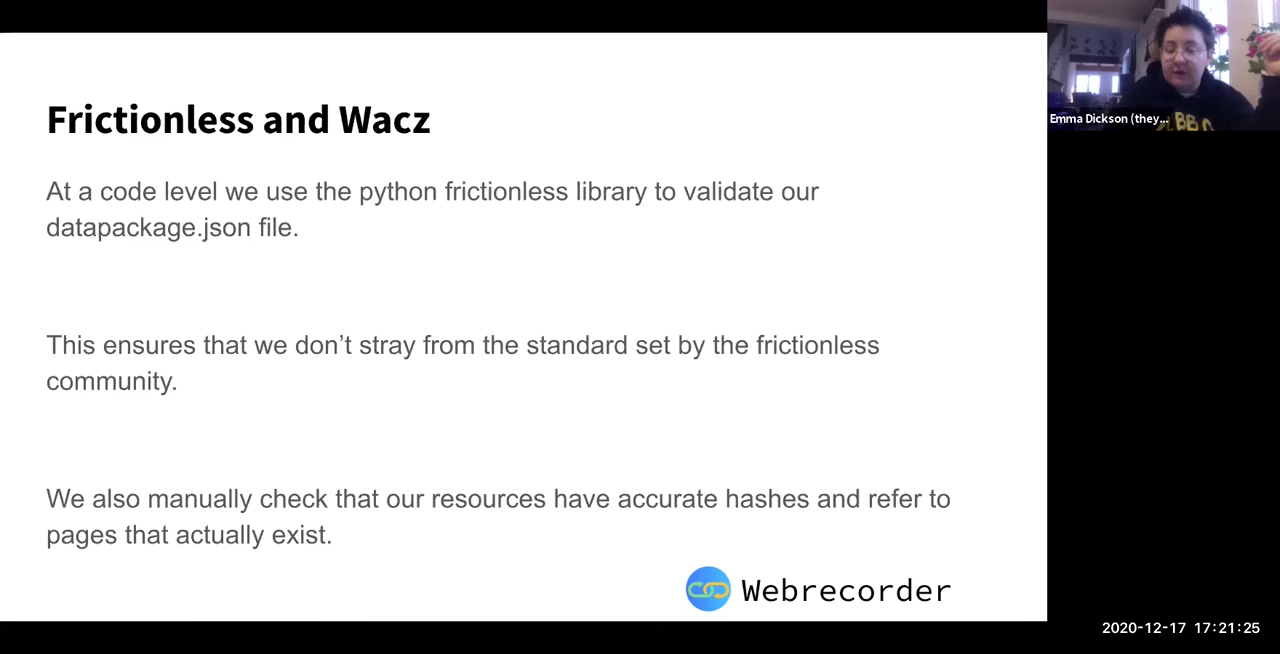 Frictionless and Wacz
At a code level we use the python frictionless library to validate our
datapackage.json file.
This ensures that we don’t stray from the standard set by the frictionless
community.
We also manually check that our resources have accurate hashes and refer to
pages that actually exist.
Webrecorder
Emma Dickson (they...
2020-12-17 17:21:25